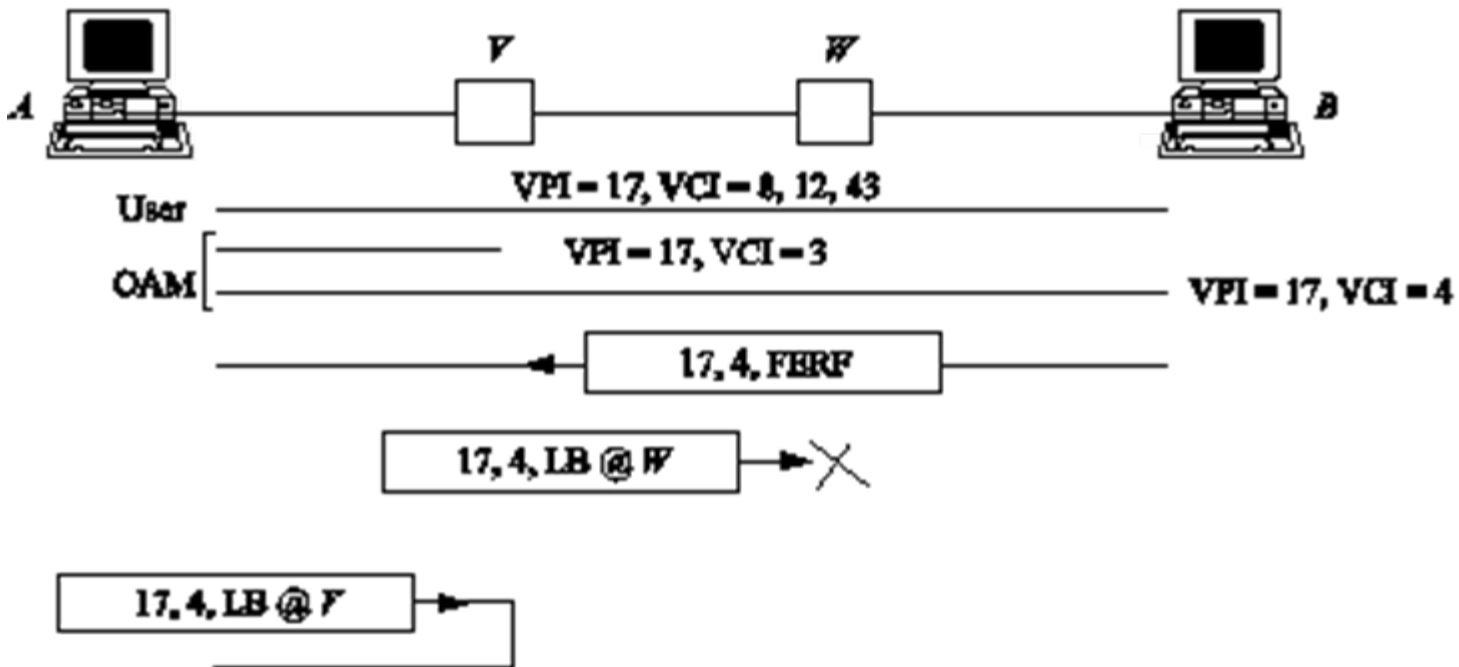 V
W
A
B
VPI = 17, VCI = 8, 12, 43
User
VPI = 17, VCI = 3
OAM
VPI = 17, VCI = 4
17, 4, FERF
17, 4, LB @ W
17, 4, LB @ V